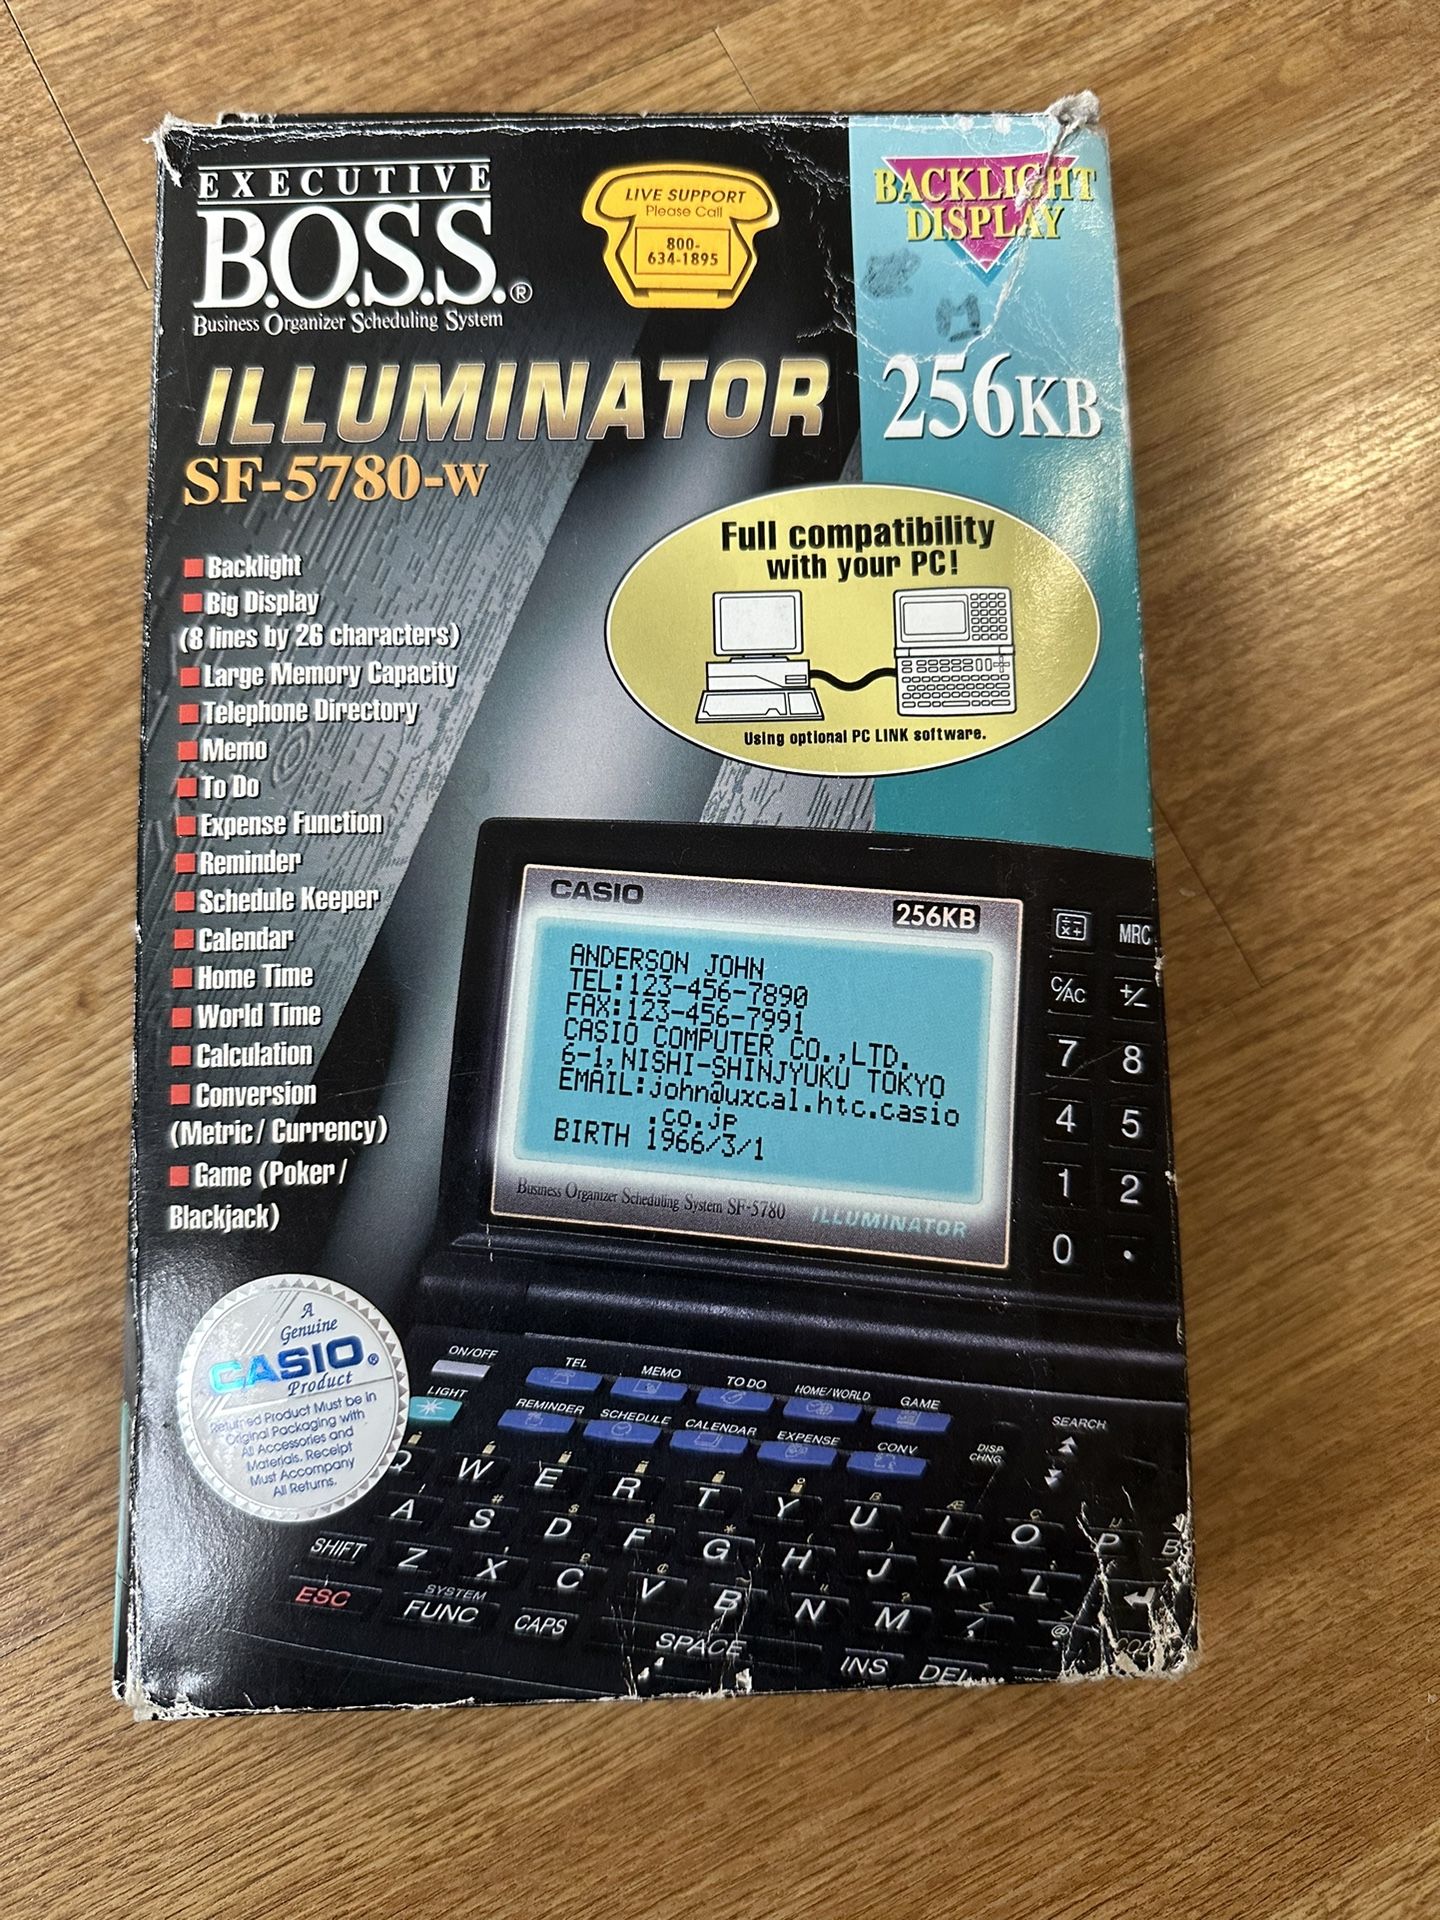 EXECUTIVE
B.O.S.S.®
Business Organizer Scheduling System
LIVE SUPPORT
Please Call
800-
634-1895
BACKLIGHT
DISPLAY
ILLUMINATOR
256KB
SF-5780-W
Full compatibility
with your PC!
Using optional PC LINK software.
Backlight
Big Display
(8 lines by 26 characters)
Large Memory Capacity
Telephone Directory
Memo
To Do
Expense Function
Reminder
Schedule Keeper
Calendar
Home Time
World Time
Calculation
Conversion
(Metric / Currency)
Game (Poker /
Blackjack)
CASIO
256KB
ANDERSON JOHN
TEL:123-456-7890
FAX:123-456-7991
CASIO COMPUTER CO.,LTD.
6-1,NISHI-SHINJYUKU TOKYO
EMAIL:john@uxcal.htc.casio
.co.jp
BIRTH 1966/3/1
Business Organizer Scheduling System SF-5780
ILLUMINATOR
MRC
C/AC +/-
7 8
4 5
1 2
0 .
A
Genuine
CASIO®
Product
Returned Product Must be in
Original Packaging with
All Accessories and
Materials. Receipt
Must Accompany
All Returns.
ON/OFF TEL MEMO TO DO HOME/WORLD GAME
LIGHT REMINDER SCHEDULE CALENDAR EXPENSE CONV
DISP
CHNG
SEARCH
Q W E R T Y U I O P BS
A S D F G H J K L
SHIFT Z X C V B N M
ESC SYSTEM
FUNC CAPS SPACE INS DEL